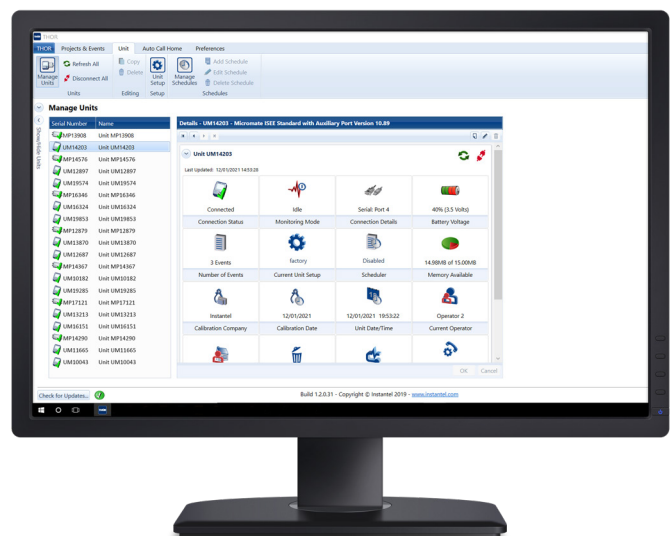 THOR
THOR Projects & Events Unit Auto Call Home Preferences
Manage Units
Refresh All
Disconnect All
Units
Copy
Delete
Editing
Unit Setup
Setup
Manage Schedules
Add Schedule
Edit Schedule
Delete Schedule
Schedules
Manage Units
Show/Hide Units
Serial Number Name
MP13908 Unit MP13908
UM14203 Unit UM14203
MP14576 Unit MP14576
UM12897 Unit UM12897
UM19574 Unit UM19574
MP16346 Unit MP16346
UM16324 Unit UM16324
UM19853 Unit UM19853
MP12879 Unit MP12879
UM13870 Unit UM13870
UM12687 Unit UM12687
MP14367 Unit MP14367
UM10182 Unit UM10182
UM19285 Unit UM19285
MP17121 Unit MP17121
UM13213 Unit UM13213
UM16151 Unit UM16151
MP14290 Unit MP14290
UM11665 Unit UM11665
UM10043 Unit UM10043
Details - UM14203 - Micromate ISEE Standard with Auxiliary Port Version 10.89
Unit UM14203
Last Updated: 12/01/2021 14:53:28
Connected Idle Serial: Port 4 40% (3.5 Volts)
Connection Status Monitoring Mode Connection Details Battery Voltage
3 Events factory Disabled 14.98MB of 15.00MB
Number of Events Current Unit Setup Scheduler Memory Available
Instantel 12/01/2021 12/01/2021 19:53:22 Operator 2
Calibration Company Calibration Date Unit Date/Time Current Operator
OK Cancel
Check for Updates...
Build 1.2.0.31 - Copyright © Instantel 2019 - www.instantel.com